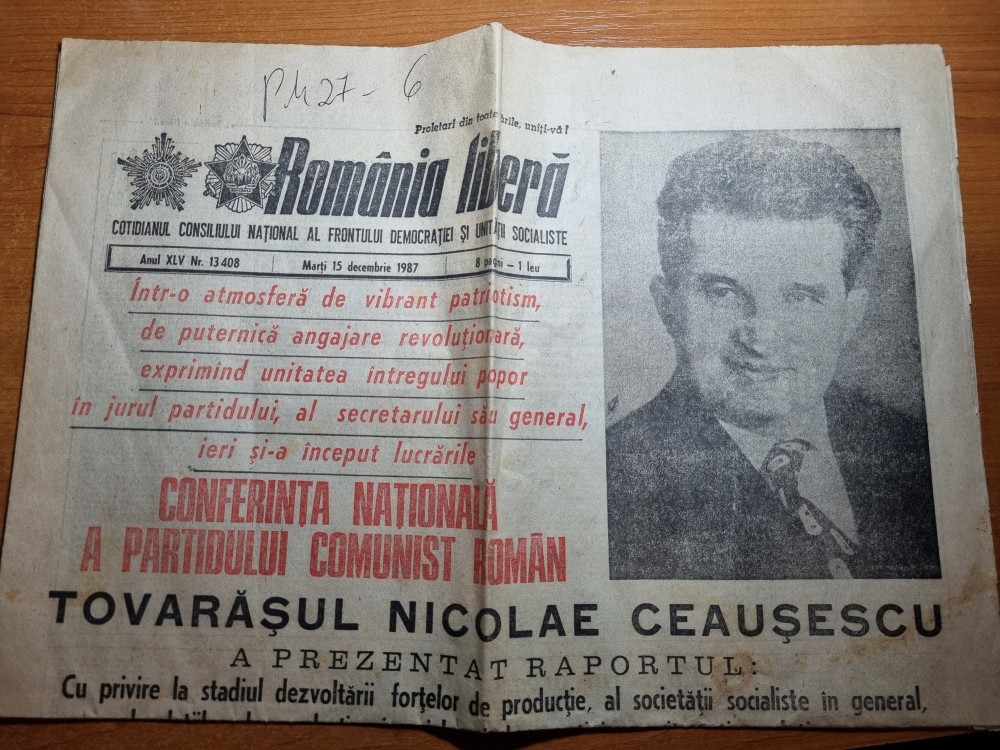 PM 27 - 6
Proletari din toate țările, uniți-vă!
România liberă
COTIDIANUL CONSILIULUI NAȚIONAL AL FRONTULUI DEMOCRAȚIEI ȘI UNITĂȚII SOCIALISTE
Anul XLV Nr. 13 408 Marți 15 decembrie 1987 8 pagini – 1 leu
Într-o atmosferă de vibrant patriotism,
de puternică angajare revoluționară,
exprimînd unitatea întregului popor
în jurul partidului, al secretarului său general,
ieri și-a început lucrările
CONFERINȚA NAȚIONALĂ
A PARTIDULUI COMUNIST ROMÂN
TOVARĂȘUL NICOLAE CEAUȘESCU
A PREZENTAT RAPORTUL:
Cu privire la stadiul dezvoltării forțelor de producție, al societății socialiste în general,